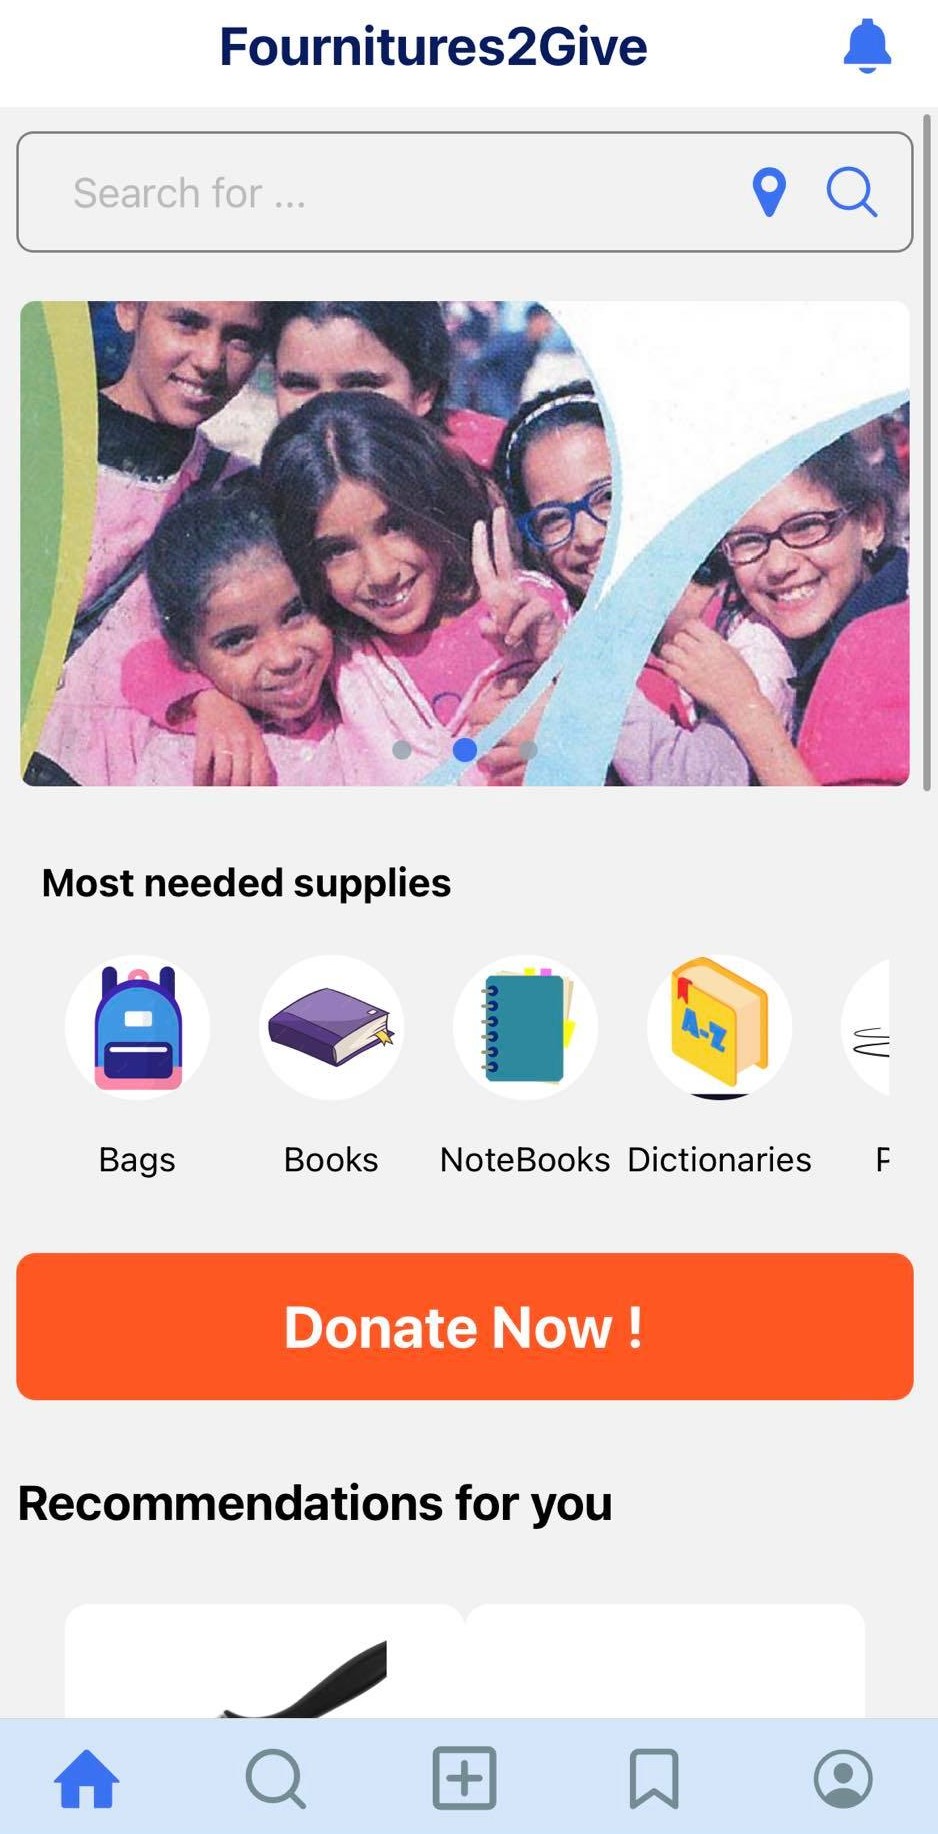 Fournitures2Give
Search for ...
Most needed supplies
A-Z
Bags
Books
NoteBooks
Dictionaries
P
Donate Now !
Recommendations for you